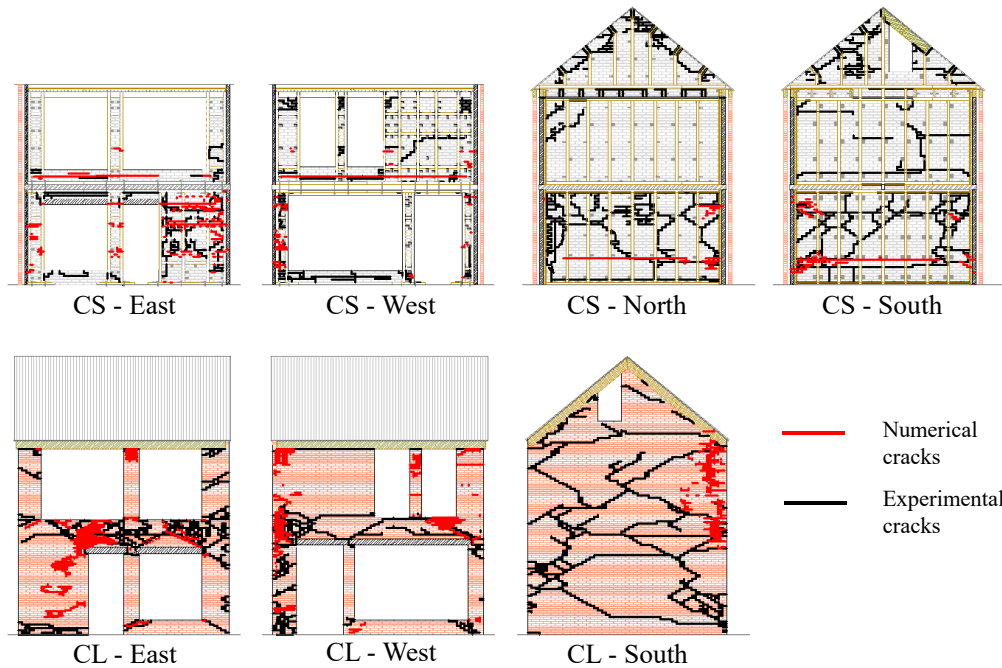 CS - East
CS - West
CS - North
CS - South
Numerical
cracks
Experimental
cracks
CL - East
CL - West
CL - South